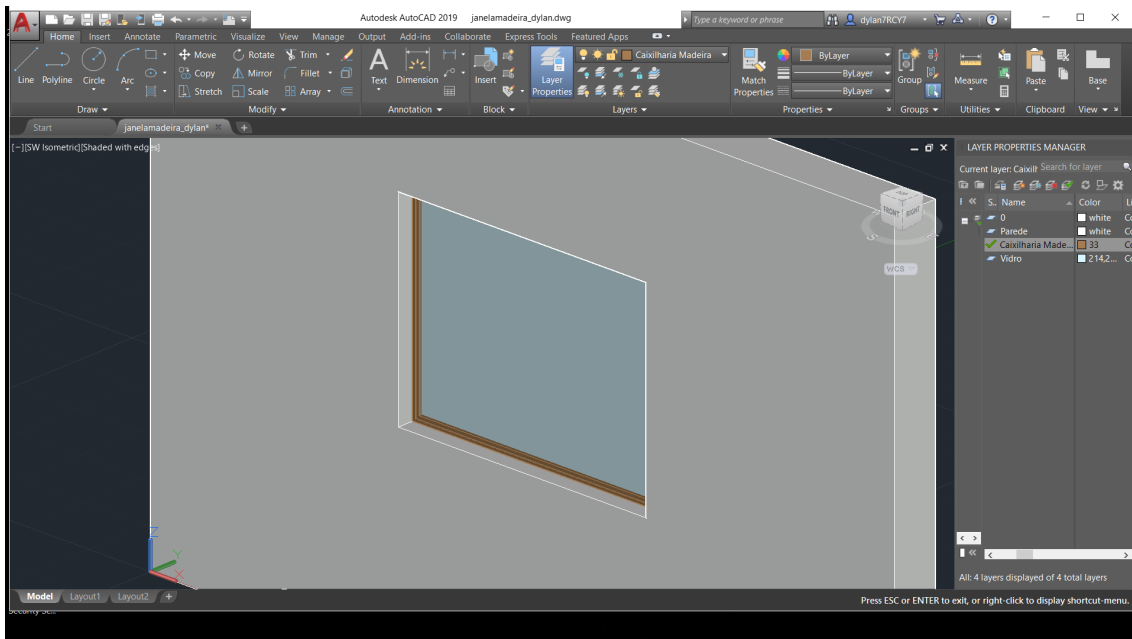 Autodesk AutoCAD 2019 janelamadeira_dylan.dwg
Type a keyword or phrase
dylan7RCY7
Home Insert Annotate Parametric Visualize View Manage Output Add-ins Collaborate Express Tools Featured Apps
Line Polyline Circle Arc
Move Rotate Trim
Copy Mirror Fillet
Stretch Scale Array
Text Dimension
Insert
Layer Properties
Caixilharia Madeira
Match Properties
ByLayer
ByLayer
ByLayer
Group
Measure
Paste
Base
Draw Modify Annotation Block Layers Properties Groups Utilities Clipboard View
Start janelamadeira_dylan*
[−][SW Isometric][Shaded with edges]
TOP
FRONT RIGHT
S
WCS
LAYER PROPERTIES MANAGER
Current layer: Caixilh
Search for layer
S.. Name Color Li
0 white Co
Parede white Co
Caixilharia Made... 33 Co
Vidro 214,2... Co
All: 4 layers displayed of 4 total layers
Z
Y
X
Model Layout1 Layout2
Press ESC or ENTER to exit, or right-click to display shortcut-menu.